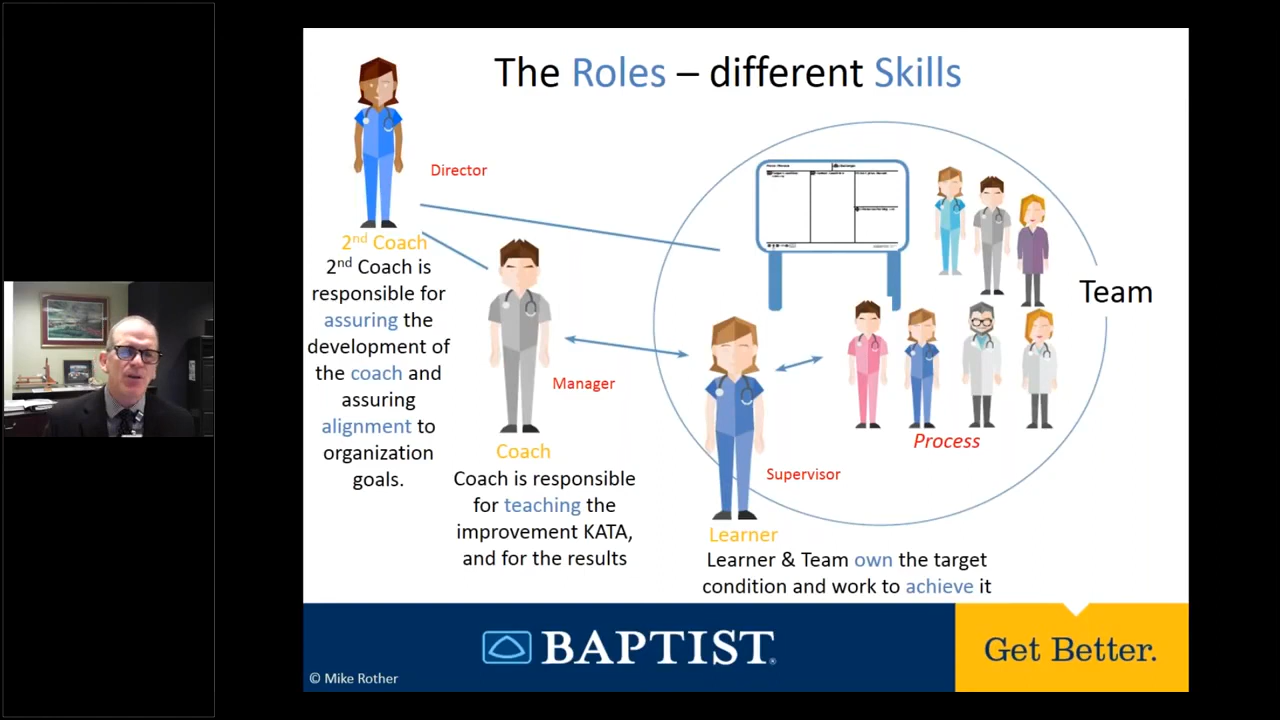 The Roles – different Skills
Director
2nd Coach
2nd Coach is
responsible for
assuring the
development of
the coach and
assuring
alignment to
organization
goals.
Manager
Coach
Coach is responsible
for teaching the
improvement KATA,
and for the results
Supervisor
Learner
Learner & Team own the target
condition and work to achieve it
Team
Process
BAPTIST
Get Better.
© Mike Rother